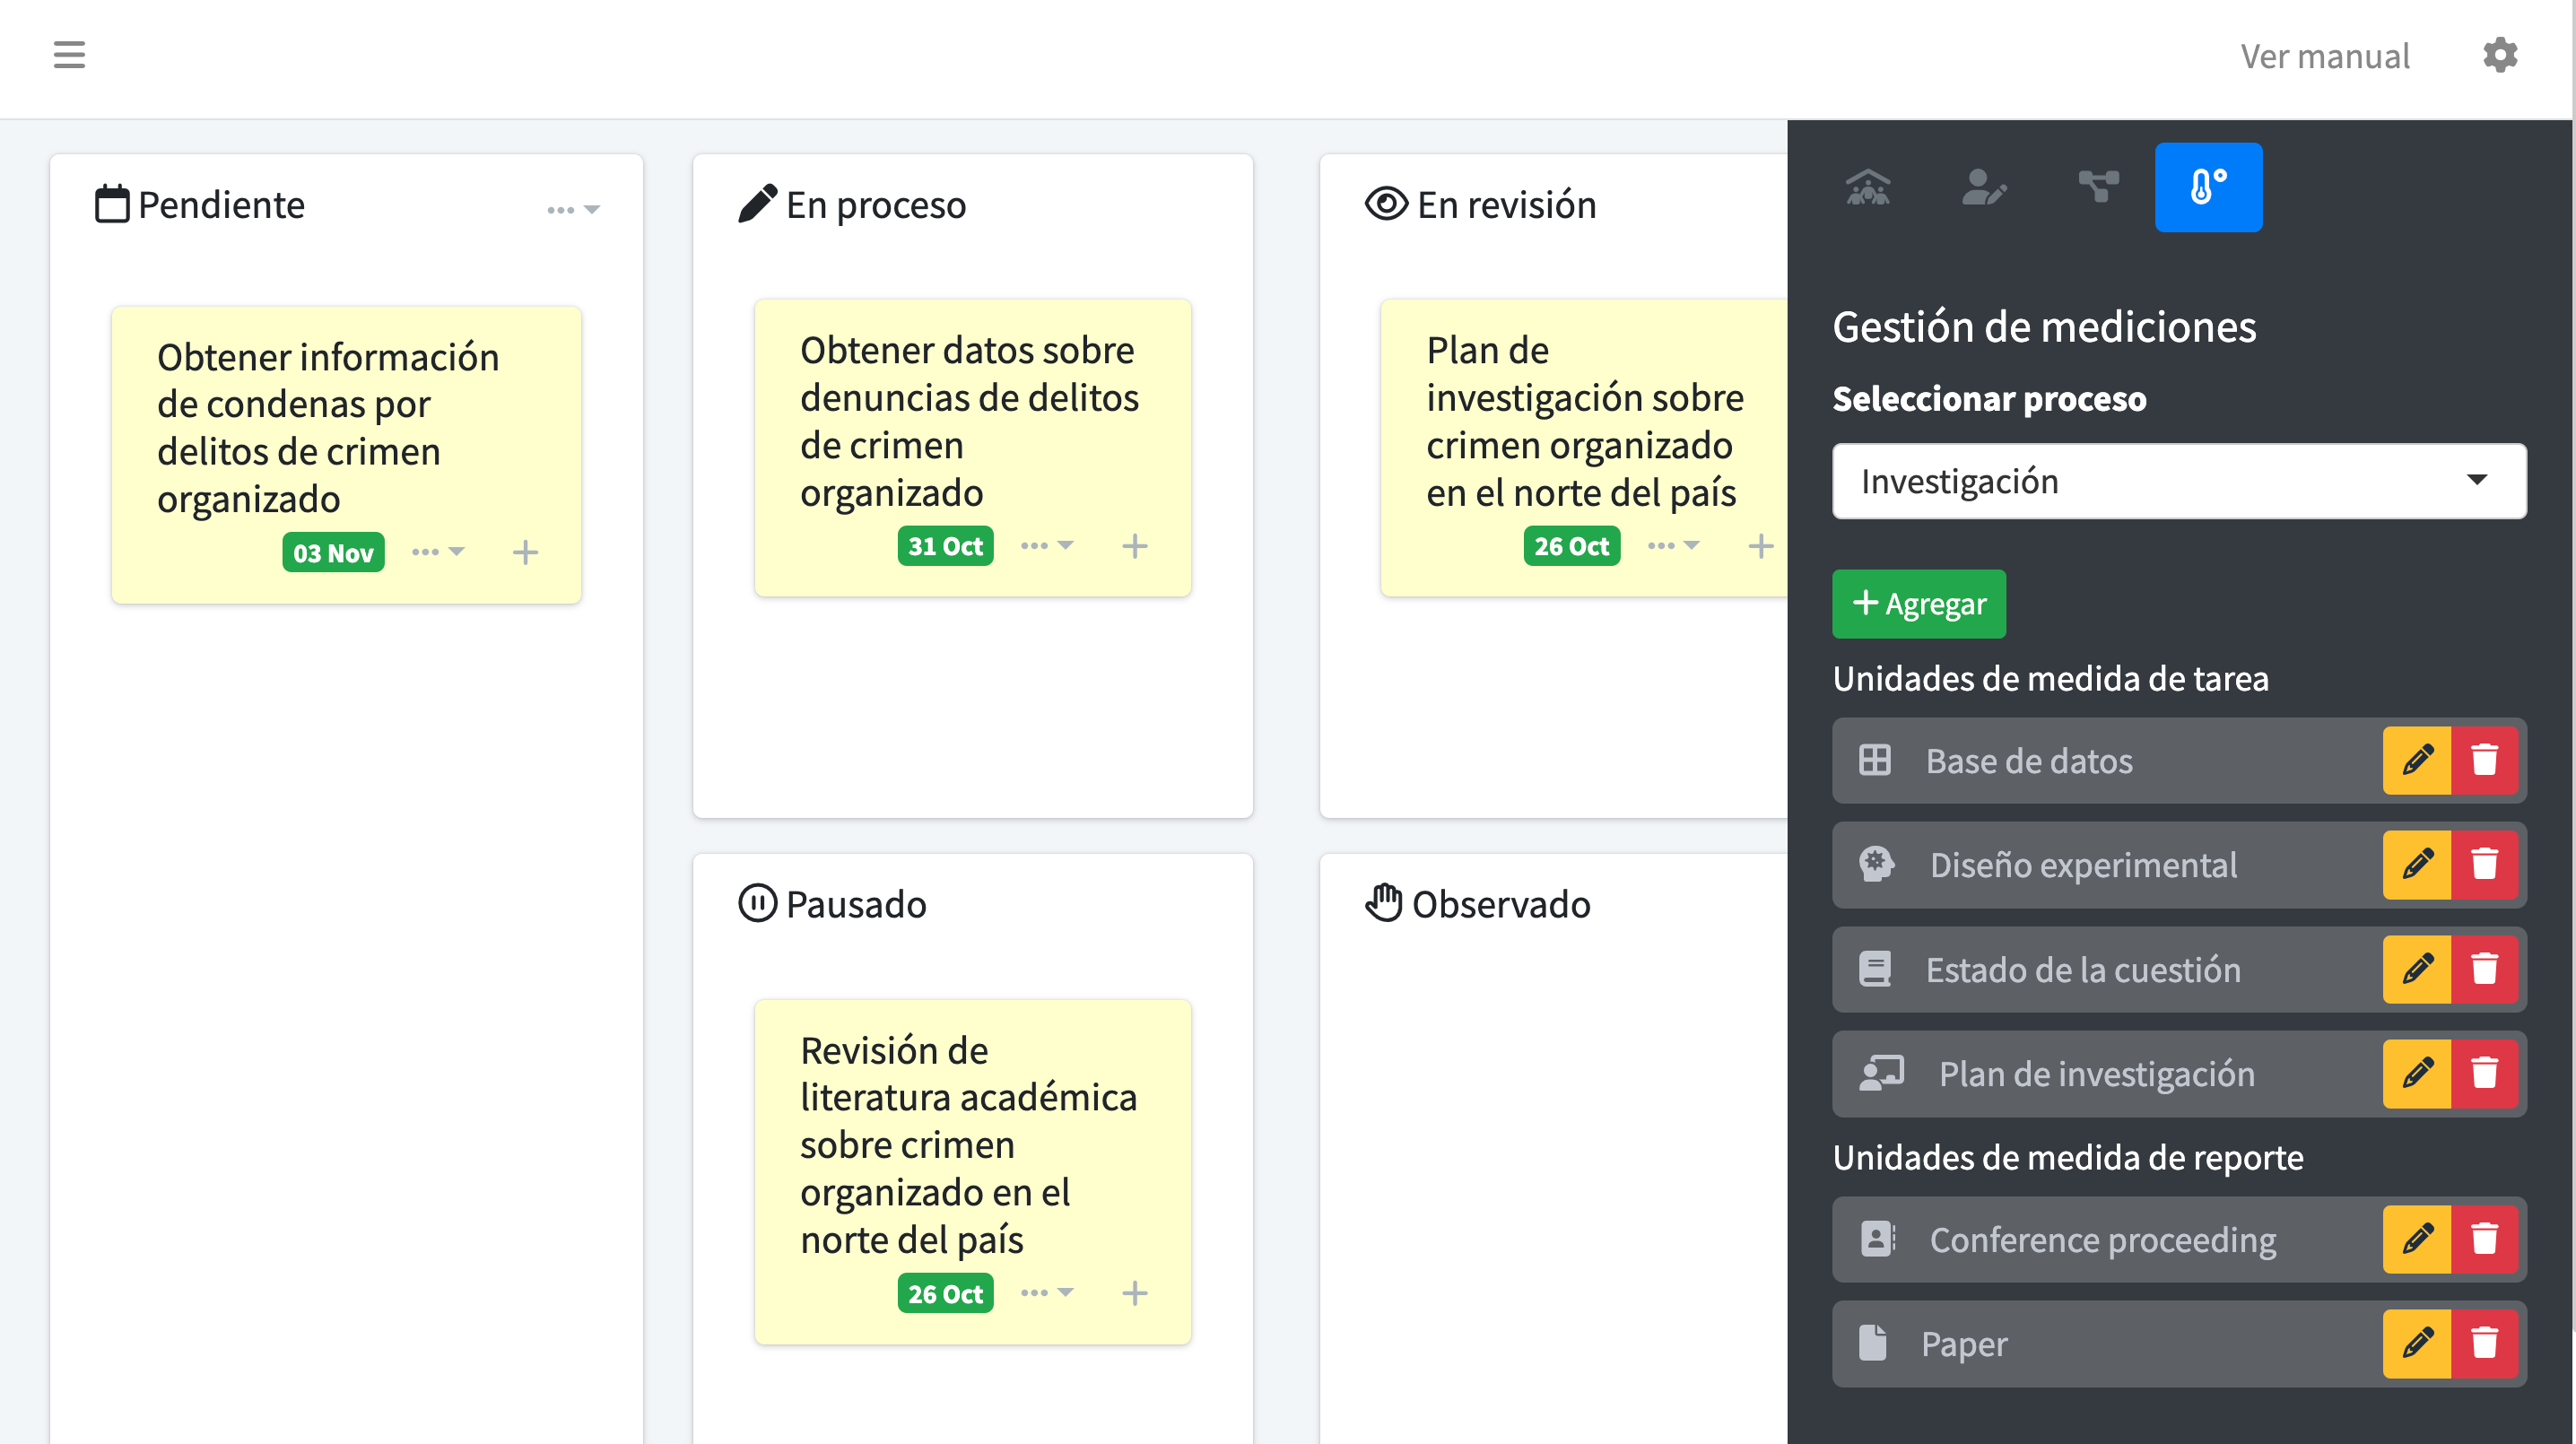 Ver manual
Pendiente
Obtener información
de condenas por
delitos de crimen
organizado
03 Nov
En proceso
Obtener datos sobre
denuncias de delitos
de crimen
organizado
31 Oct
En revisión
Plan de
investigación sobre
crimen organizado
en el norte del país
26 Oct
Pausado
Revisión de
literatura académica
sobre crimen
organizado en el
norte del país
26 Oct
Observado
Gestión de mediciones
Seleccionar proceso
Investigación
Agregar
Unidades de medida de tarea
Base de datos
Diseño experimental
Estado de la cuestión
Plan de investigación
Unidades de medida de reporte
Conference proceeding
Paper